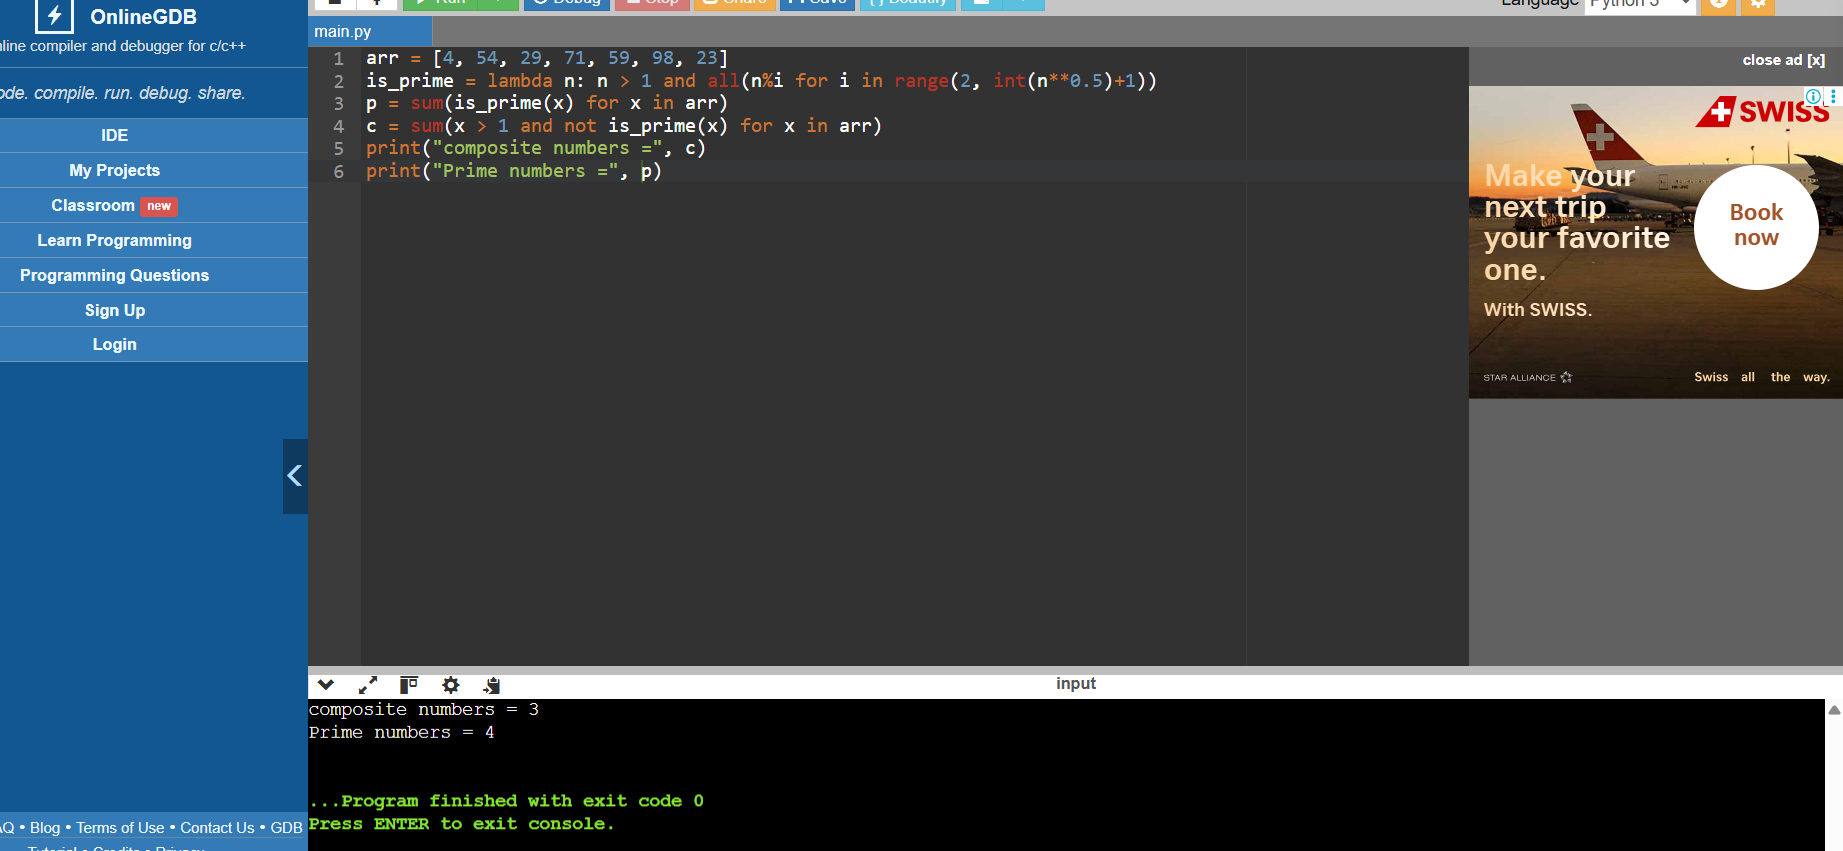 OnlineGDB
compiler and debugger for c/c++
compile. run. debug. share.
IDE
My Projects
Classroom new
Learn Programming
Programming Questions
Sign Up
Login
• Blog • Terms of Use • Contact Us • GDB
Tutorial • Credits • Privacy
Run Debug Stop Share Save { } Beautify
Language Python 3
main.py
1 arr = [4, 54, 29, 71, 59, 98, 23]
2 is_prime = lambda n: n > 1 and all(n%i for i in range(2, int(n**0.5)+1))
3 p = sum(is_prime(x) for x in arr)
4 c = sum(x > 1 and not is_prime(x) for x in arr)
5 print("composite numbers =", c)
6 print("Prime numbers =", p)
close ad [x]
SWISS
Make your
next trip
your favorite
one.
With SWISS.
Book
now
STAR ALLIANCE
Swiss all the way.
input
composite numbers = 3
Prime numbers = 4
...Program finished with exit code 0
Press ENTER to exit console.